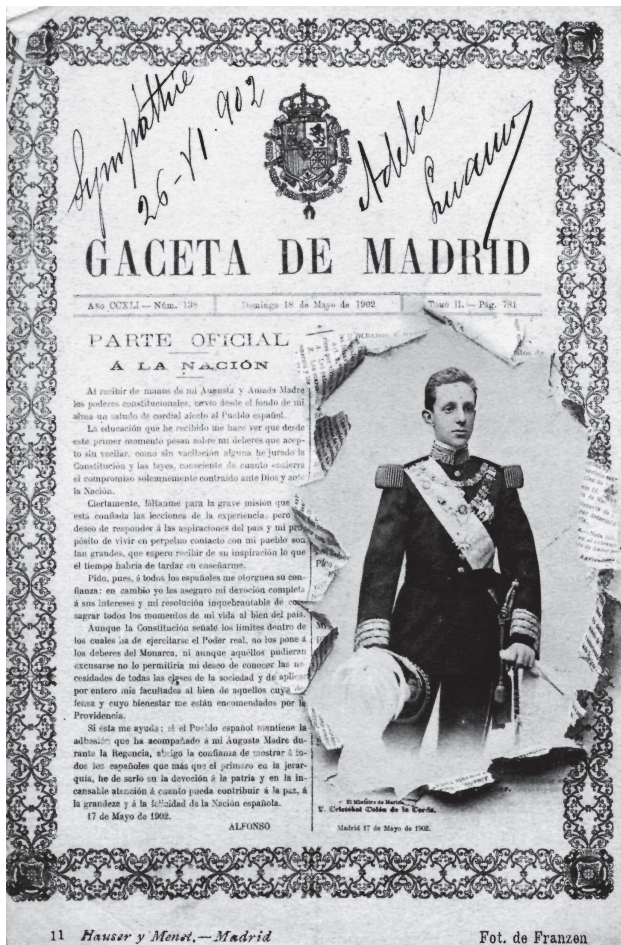 Sympathie
26-VI.902
GACETA DE MADRID
Año CCXLI.—Núm. 138
Domingo 18 de Mayo de 1902
Tomo II.—Pág. 781
PARTE OFICIAL
Á LA NACIÓN
Al recibir de manos de mi Augusta y Amada Madre
los poderes constitucionales, envío desde el fondo de mi
alma un saludo de cordial afecto al Pueblo español.
La educación que he recibido me hace ver que desde
este primer momento pesan sobre mí deberes que acep-
to sin vacilar, como sin vacilación alguna he jurado la
Constitución y las leyes, consciente de cuanto encierra
el compromiso solemnemente contraído ante Dios y ante
la Nación.
Ciertamente, fáltanme para la grave misión que
está confiada las lecciones de la experiencia; pero
deseo de responder á las aspiraciones del país y mi pro
pósito de vivir en perpetuo contacto con mi pueblo son
tan grandes, que espero recibir de su inspiración lo que
el tiempo habría de tardar en enseñarme.
Pido, pues, á todos los españoles me otorguen su con-
fianza: en cambio yo les aseguro mi devoción completa
á sus intereses y mi resolución inquebrantable de con-
sagrar todos los momentos de mi vida al bien del país.
Aunque la Constitución señale los límites dentro de
los cuales ha de ejercitarse el Poder real, no los pone á
los deberes del Monarca, ni aunque aquéllos pudieran
excusarse no lo permitiría mi deseo de conocer las ne-
cesidades de todas las clases de la sociedad y de aplicar
por entero mis facultades al bien de aquellos cuya de-
fensa y cuyo bienestar me están encomendados por la
Providencia.
Si ésta me ayuda; si el Pueblo español mantiene la
adhesión que ha acompañado á mi Augusta Madre du-
rante la Regencia, abrigo la confianza de mostrar á to-
dos los españoles que más que el primero en la jerar-
quía, he de serlo en la devoción á la patria y en la in-
cansable atención á cuanto pueda contribuir á la paz, á
la grandeza y á la felicidad de la Nación española.
17 de Mayo de 1902.
ALFONSO
El Ministro de Marina,
Cristóbal Colón de la Cerda.
Madrid 17 de Mayo de 1902.
11 Hauser y Menet.—Madrid
Fot. de Franzen